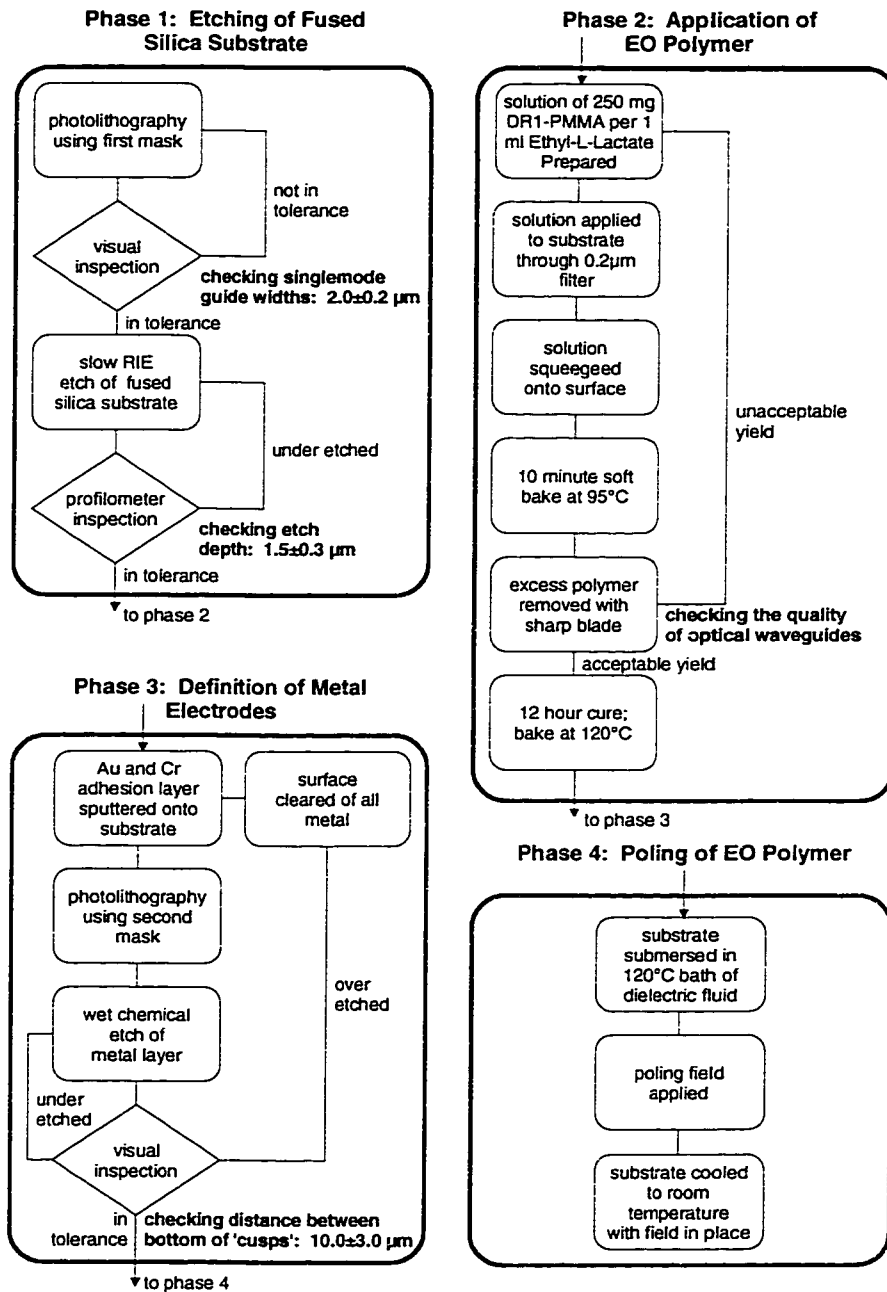 Phase 1: Etching of Fused
Silica Substrate
photolithography
using first mask
not in
tolerance
visual
inspection
checking singlemode
guide widths: 2.0±0.2 µm
in tolerance
slow RIE
etch of fused
silica substrate
under etched
profilometer
inspection
checking etch
depth: 1.5±0.3 µm
in tolerance
to phase 2
Phase 2: Application of
EO Polymer
solution of 250 mg
DR1-PMMA per 1
ml Ethyl-L-Lactate
Prepared
solution applied
to substrate
through 0.2µm
filter
solution
squeegeed
onto surface
unacceptable
yield
10 minute soft
bake at 95°C
excess polymer
removed with
sharp blade
checking the quality
of optical waveguides
acceptable yield
12 hour cure;
bake at 120°C
to phase 3
Phase 3: Definition of Metal
Electrodes
Au and Cr
adhesion layer
sputtered onto
substrate
surface
cleared of all
metal
photolithography
using second
mask
over
etched
wet chemical
etch of
metal layer
under
etched
visual
inspection
in
tolerance
checking distance between
bottom of 'cusps': 10.0±3.0 µm
to phase 4
Phase 4: Poling of EO Polymer
substrate
submersed in
120°C bath of
dielectric fluid
poling field
applied
substrate cooled
to room
temperature
with field in place